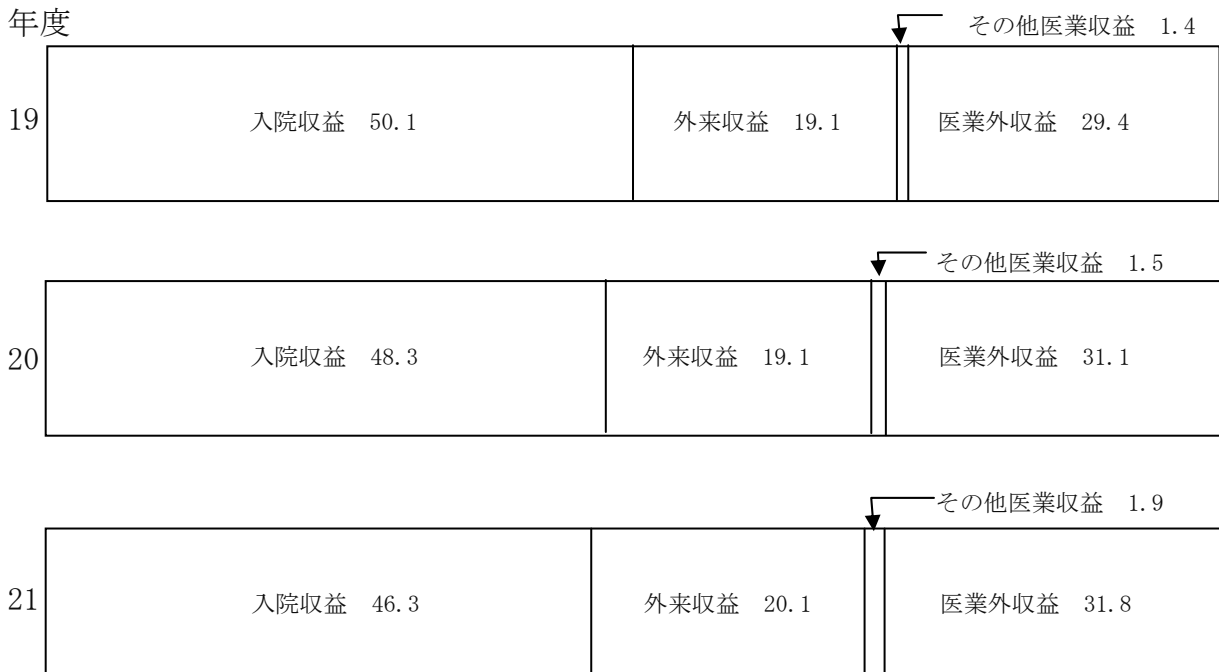 年度
その他医業収益　1.4
19
入院収益　50.1
外来収益　19.1
医業外収益　29.4
その他医業収益　1.5
20
入院収益　48.3
外来収益　19.1
医業外収益　31.1
その他医業収益　1.9
21
入院収益　46.3
外来収益　20.1
医業外収益　31.8